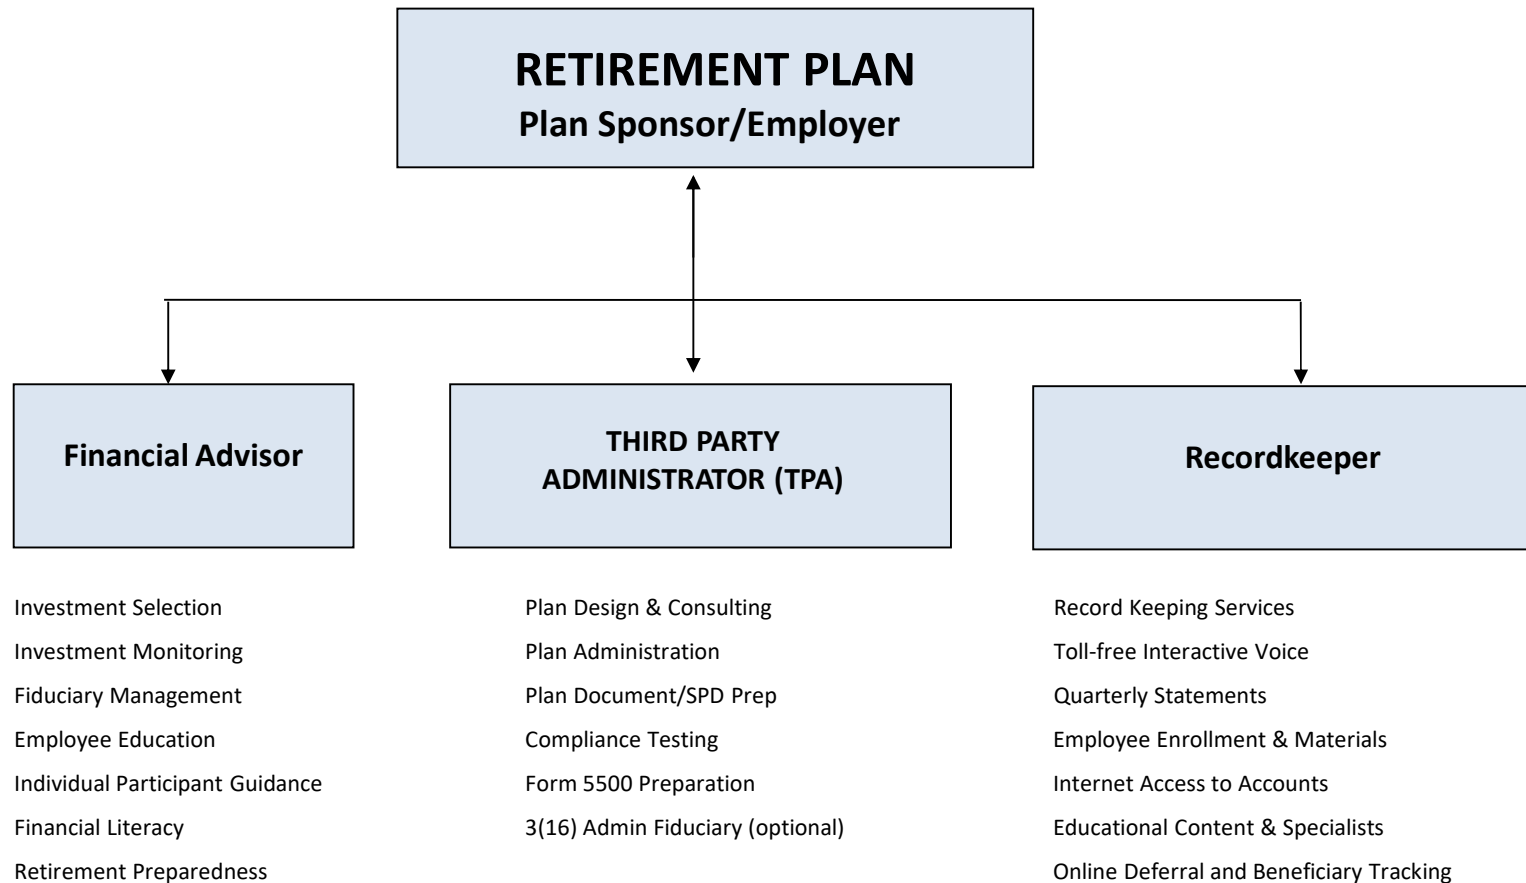 RETIREMENT PLAN
Plan Sponsor/Employer
Financial Advisor
THIRD PARTY
ADMINISTRATOR (TPA)
Recordkeeper
Investment Selection
Investment Monitoring
Fiduciary Management
Employee Education
Individual Participant Guidance
Financial Literacy
Retirement Preparedness
Plan Design & Consulting
Plan Administration
Plan Document/SPD Prep
Compliance Testing
Form 5500 Preparation
3(16) Admin Fiduciary (optional)
Record Keeping Services
Toll-free Interactive Voice
Quarterly Statements
Employee Enrollment & Materials
Internet Access to Accounts
Educational Content & Specialists
Online Deferral and Beneficiary Tracking